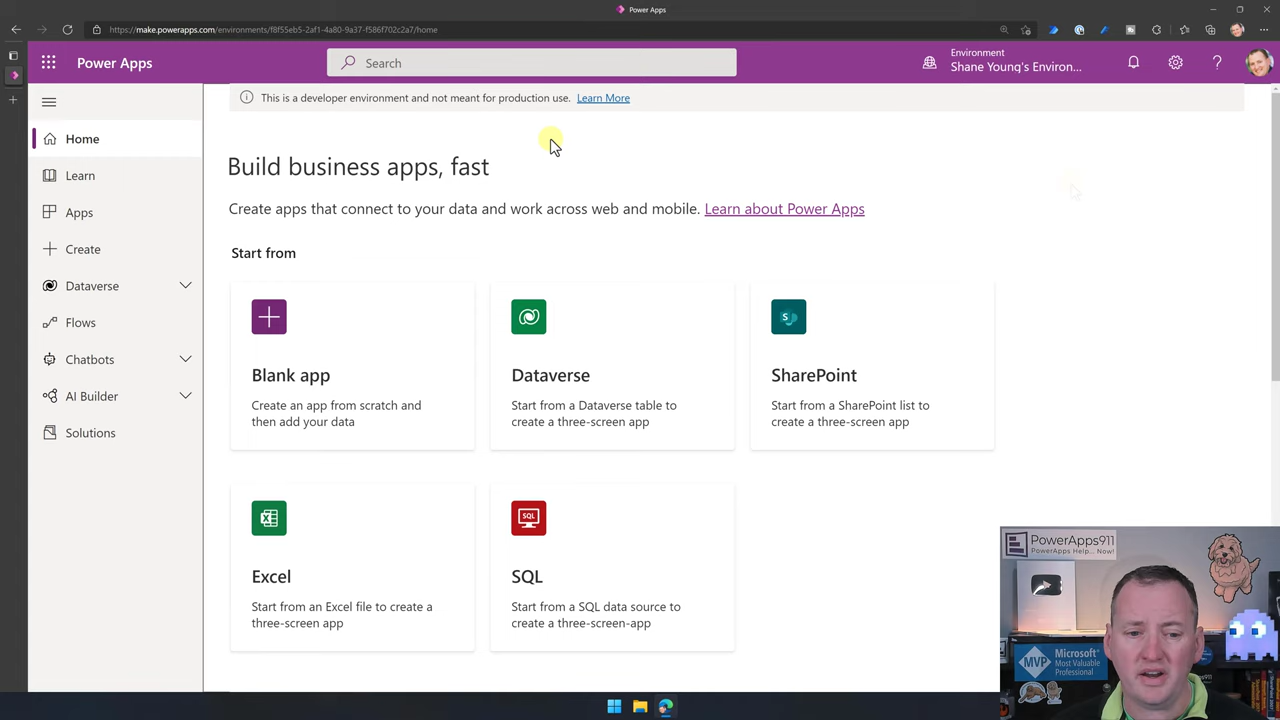 Power Apps
https://make.powerapps.com/environments/f8f55eb5-2af1-4a80-9a37-f586f702c2a7/home
Power Apps
Search
Environment
Shane Young's Environ...
This is a developer environment and not meant for production use. Learn More
Home
Learn
Apps
Create
Dataverse
Flows
Chatbots
AI Builder
Solutions
Build business apps, fast
Create apps that connect to your data and work across web and mobile. Learn about Power Apps
Start from
Blank app
Create an app from scratch and
then add your data
Dataverse
Start from a Dataverse table to
create a three-screen app
SharePoint
Start from a SharePoint list to
create a three-screen app
Excel
Start from an Excel file to create a
three-screen app
SQL
SQL
Start from a SQL data source to
create a three-screen-app
PowerApps911
PowerApps Help... Now!
MVP
Microsoft
Most Valuable
Professional